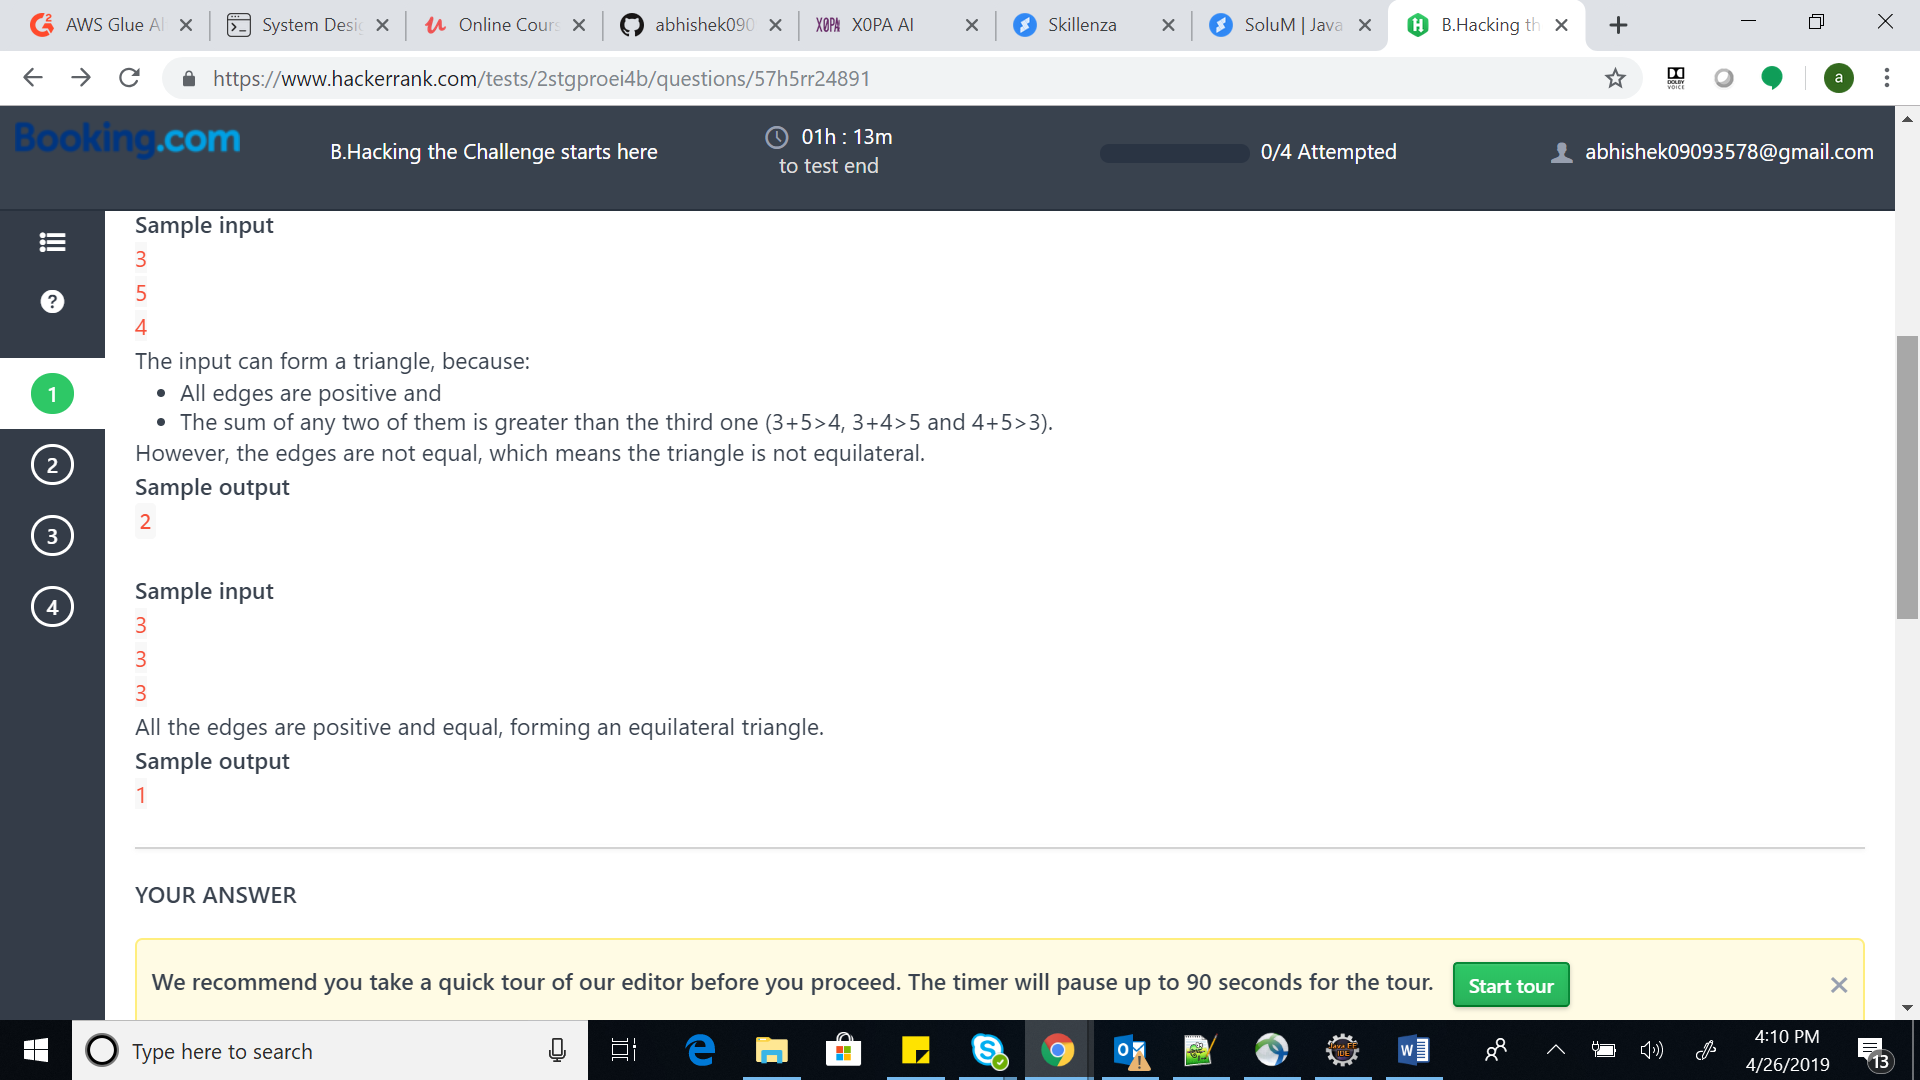 AWS Glue A
System Desi
Online Cours
abhishek090
X0PA X0PA AI
Skillenza
SoluM | Java
B.Hacking th
https://www.hackerrank.com/tests/2stgproei4b/questions/57h5rr24891
DOLBY
VOICE
a
Booking.com
B.Hacking the Challenge starts here
01h : 13m
to test end
0/4 Attempted
abhishek09093578@gmail.com
1
2
3
4
Sample input
3
5
4
The input can form a triangle, because:
• All edges are positive and
• The sum of any two of them is greater than the third one (3+5>4, 3+4>5 and 4+5>3).
However, the edges are not equal, which means the triangle is not equilateral.
Sample output
2
Sample input
3
3
3
All the edges are positive and equal, forming an equilateral triangle.
Sample output
1
YOUR ANSWER
We recommend you take a quick tour of our editor before you proceed. The timer will pause up to 90 seconds for the tour.
Start tour
Type here to search
Java EE
IDE
4:10 PM
4/26/2019
13